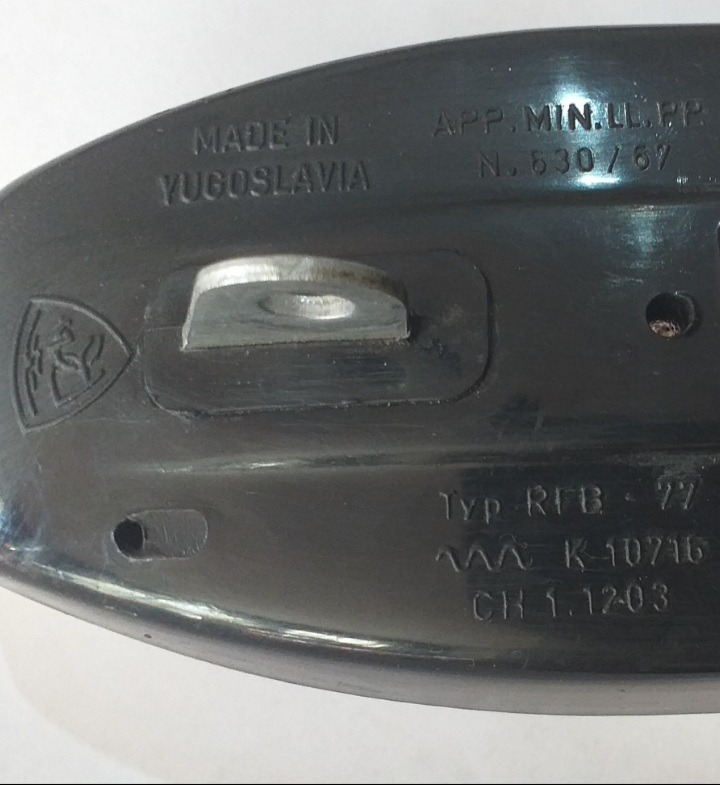 MADE IN
YUGOSLAVIA
APP. MIN. LL. PP.
N. 630 / 67
Typ RFB - 77
K-10716
CH 1.1203